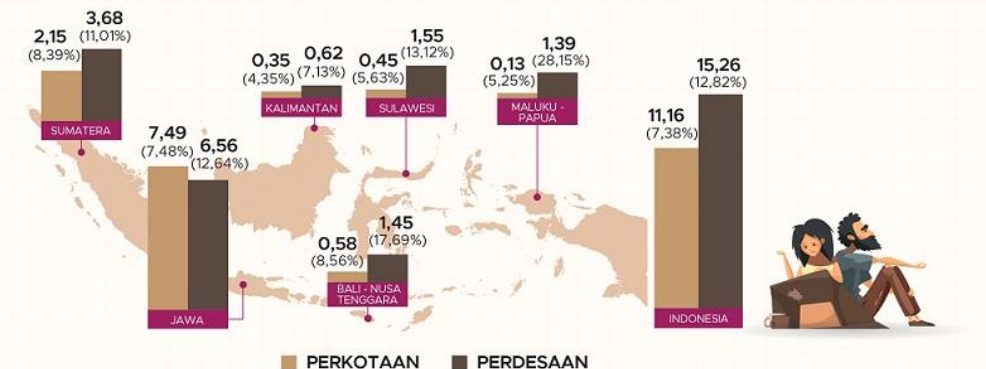 2,15
(8,39%)
3,68
(11,01%)
SUMATERA
7,49
(7,48%)
6,56
(12,64%)
JAWA
0,35
(4,35%)
0,62
(7,13%)
KALIMANTAN
0,45
(5,63%)
1,55
(13,12%)
SULAWESI
0,58
(8,56%)
1,45
(17,69%)
BALI - NUSA
TENGGARA
0,13
(5,25%)
1,39
(28,15%)
MALUKU -
PAPUA
11,16
(7,38%)
15,26
(12,82%)
INDONESIA
PERKOTAAN
PERDESAAN